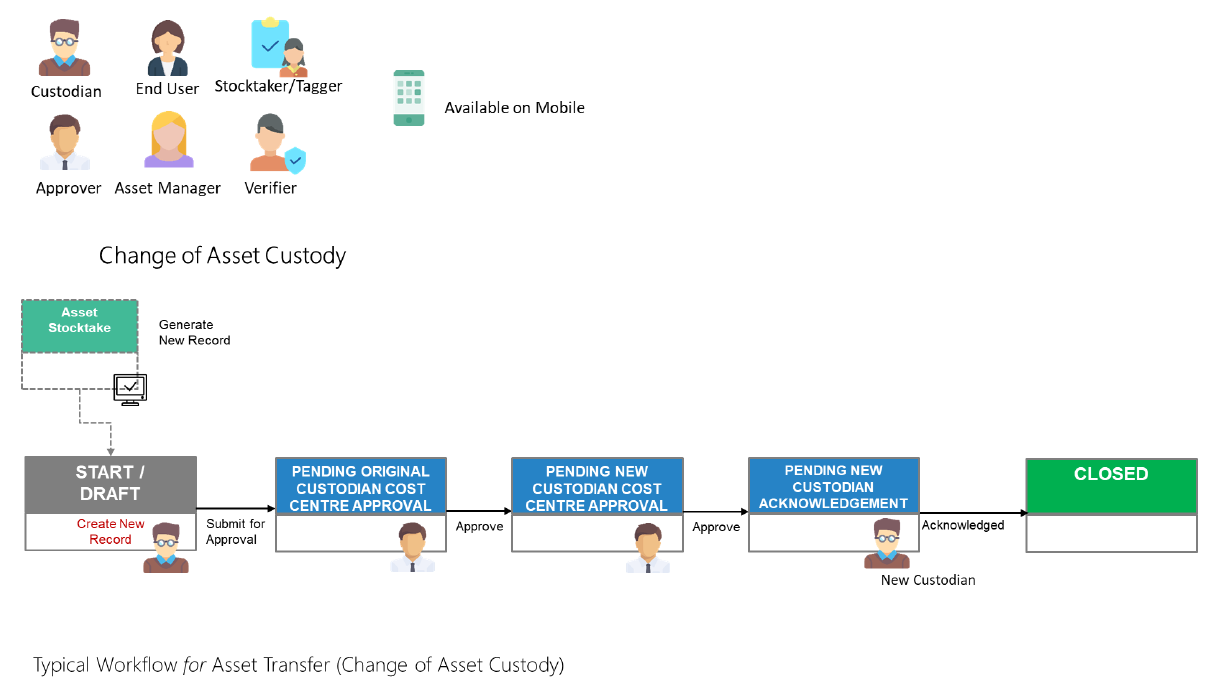 Custodian
End User
Stocktaker/Tagger
Available on Mobile
Approver
Asset Manager
Verifier
Change of Asset Custody
Asset
Stocktake
Generate
New Record
START /
DRAFT
Create New
Record
Submit for
Approval
PENDING ORIGINAL
CUSTODIAN COST
CENTRE APPROVAL
Approve
PENDING NEW
CUSTODIAN COST
CENTRE APPROVAL
Approve
PENDING NEW
CUSTODIAN
ACKNOWLEDGEMENT
New Custodian
Acknowledged
CLOSED
Typical Workflow for Asset Transfer (Change of Asset Custody)